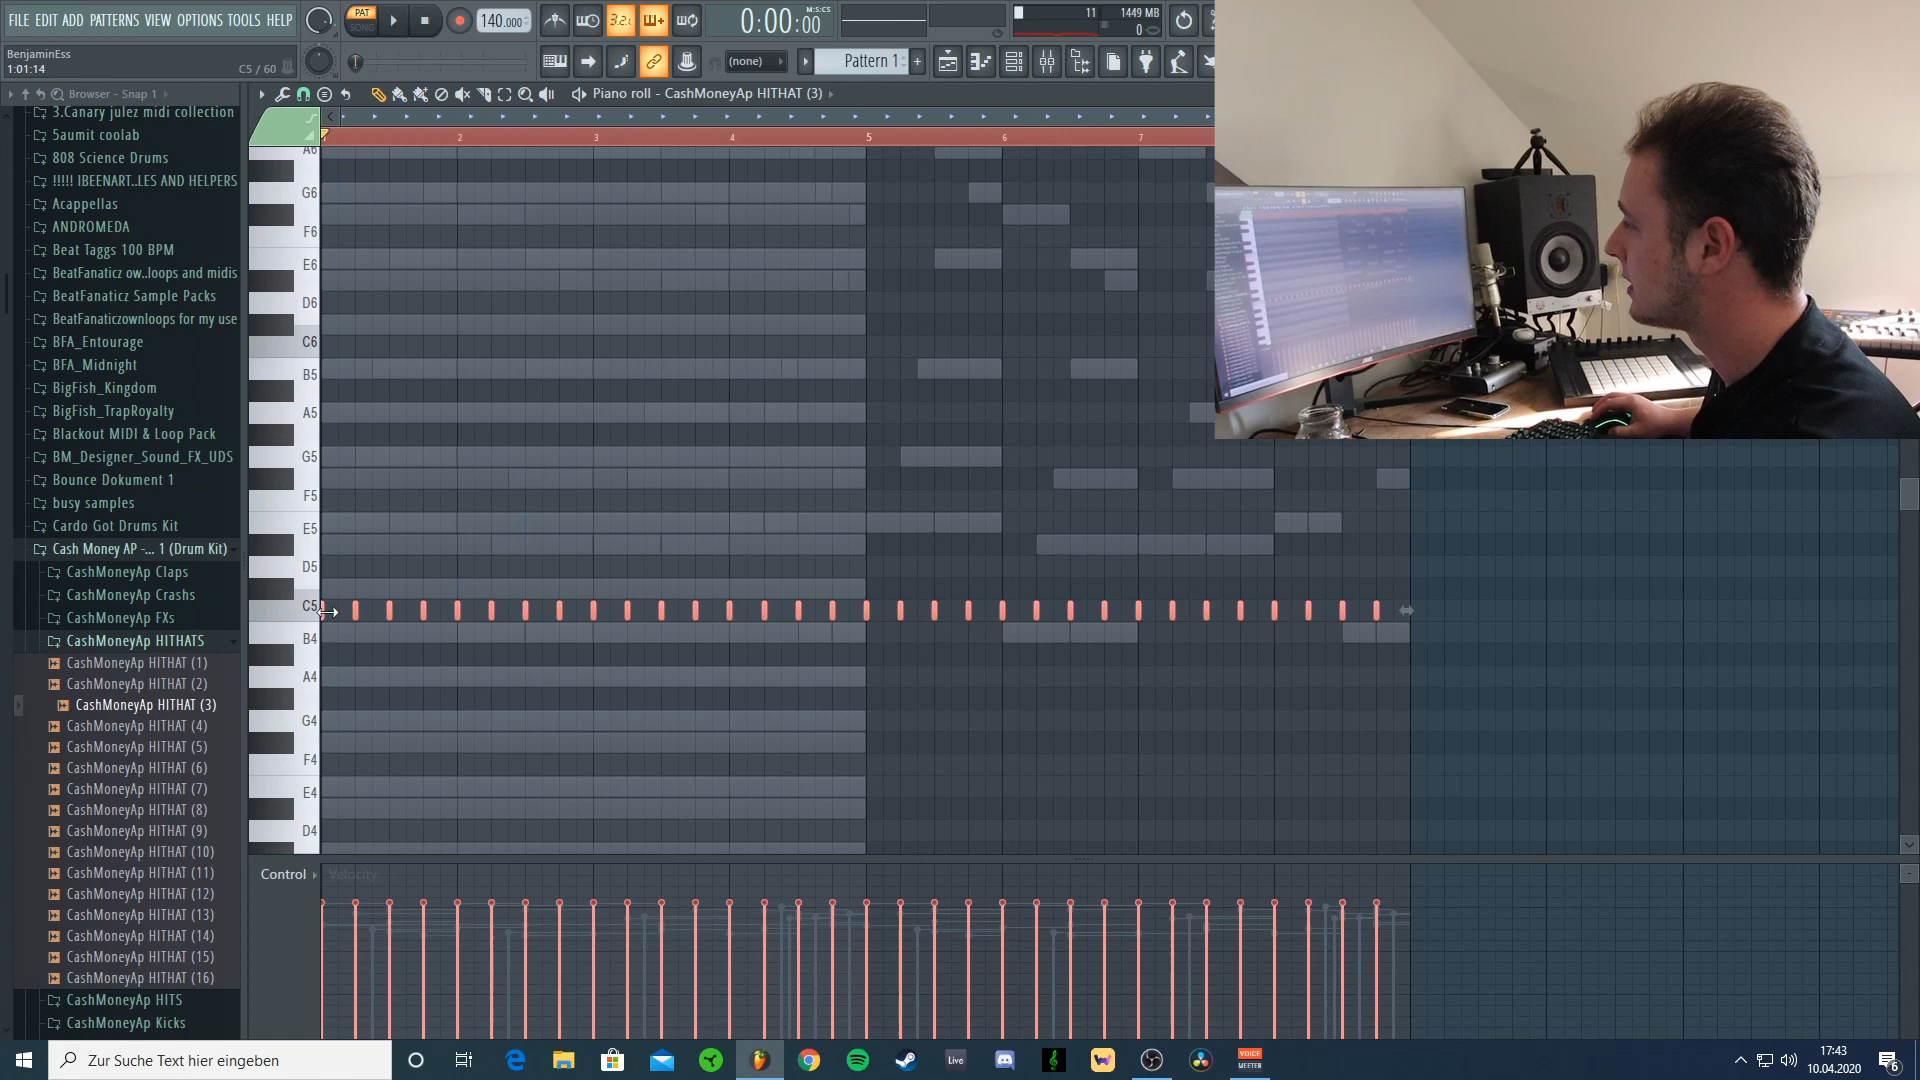 FILE EDIT ADD PATTERNS VIEW OPTIONS TOOLS HELP
PAT
SONG
140.000
3.2.
M:S:CS
0:00:00
11
1449 MB
0
BenjaminEss
1:01:14
C5 / 60
(none)
Pattern 1
Browser - Snap 1
Piano roll - CashMoneyAp HITHAT (3)
3.Canary julez midi collection
5aumit coolab
808 Science Drums
!!!!! IBEENART..LES AND HELPERS
Acappellas
ANDROMEDA
Beat Taggs 100 BPM
BeatFanaticz ow..loops and midis
BeatFanaticz Sample Packs
BeatFanaticzownloops for my use
BFA_Entourage
BFA_Midnight
BigFish_Kingdom
BigFish_TrapRoyalty
Blackout MIDI & Loop Pack
BM_Designer_Sound_FX_UDS
Bounce Dokument 1
busy samples
Cardo Got Drums Kit
Cash Money AP -... 1 (Drum Kit)
CashMoneyAp Claps
CashMoneyAp Crashs
CashMoneyAp FXs
CashMoneyAp HITHATS
CashMoneyAp HITHAT (1)
CashMoneyAp HITHAT (2)
CashMoneyAp HITHAT (3)
CashMoneyAp HITHAT (4)
CashMoneyAp HITHAT (5)
CashMoneyAp HITHAT (6)
CashMoneyAp HITHAT (7)
CashMoneyAp HITHAT (8)
CashMoneyAp HITHAT (9)
CashMoneyAp HITHAT (10)
CashMoneyAp HITHAT (11)
CashMoneyAp HITHAT (12)
CashMoneyAp HITHAT (13)
CashMoneyAp HITHAT (14)
CashMoneyAp HITHAT (15)
CashMoneyAp HITHAT (16)
CashMoneyAp HITS
CashMoneyAp Kicks
2 3 4 5 6 7
A6
G6
F6
E6
D6
C6
B5
A5
G5
F5
E5
D5
C5
B4
A4
G4
F4
E4
D4
Control
Velocity
Zur Suche Text hier eingeben
Live
VOICE
MEETER
17:43
10.04.2020
6